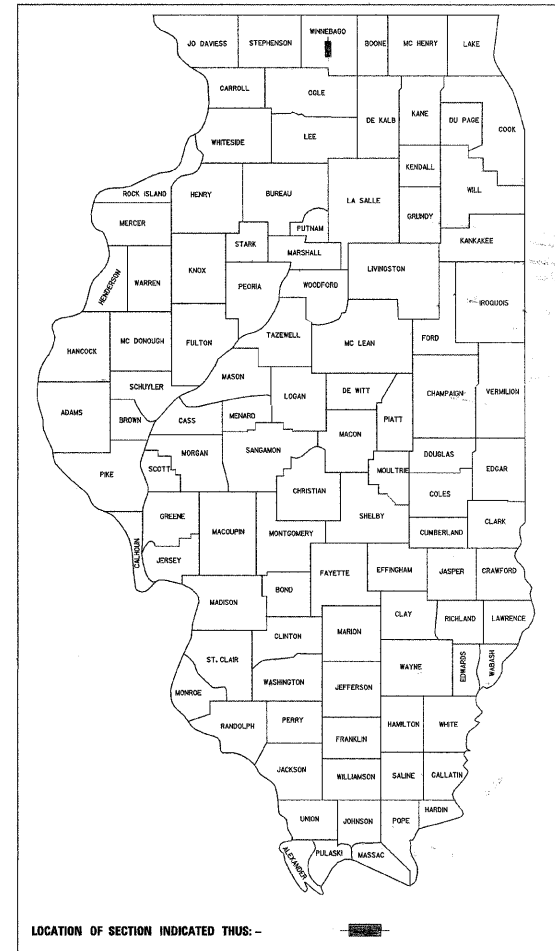 JO DAVIESS STEPHENSON WINNEBAGO BOONE MC HENRY LAKE
CARROLL OGLE DE KALB KANE DU PAGE COOK
WHITESIDE LEE
KENDALL WILL
ROCK ISLAND HENRY BUREAU LA SALLE
MERCER PUTNAM GRUNDY
STARK MARSHALL KANKAKEE
HENDERSON WARREN KNOX PEORIA WOODFORD LIVINGSTON
IROQUOIS
HANCOCK MC DONOUGH FULTON TAZEWELL MC LEAN FORD
MASON
SCHUYLER LOGAN DE WITT CHAMPAIGN VERMILION
ADAMS BROWN CASS MENARD PIATT
MACON
MORGAN SANGAMON DOUGLAS
PIKE SCOTT MOULTRIE EDGAR
CHRISTIAN COLES
GREENE SHELBY
CALHOUN MACOUPIN MONTGOMERY CUMBERLAND CLARK
JERSEY FAYETTE EFFINGHAM JASPER CRAWFORD
BOND
MADISON CLAY RICHLAND LAWRENCE
CLINTON MARION
ST. CLAIR WAYNE EDWARDS WABASH
WASHINGTON JEFFERSON
MONROE
RANDOLPH PERRY HAMILTON WHITE
FRANKLIN
JACKSON WILLIAMSON SALINE GALLATIN
HARDIN
UNION JOHNSON POPE
ALEXANDER PULASKI MASSAC
LOCATION OF SECTION INDICATED THUS: -